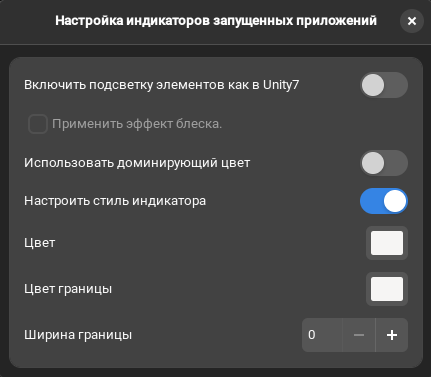 Настройка индикаторов запущенных приложений
Включить подсветку элементов как в Unity7
Применить эффект блеска.
Использовать доминирующий цвет
Настроить стиль индикатора
Цвет
Цвет границы
Ширина границы 0